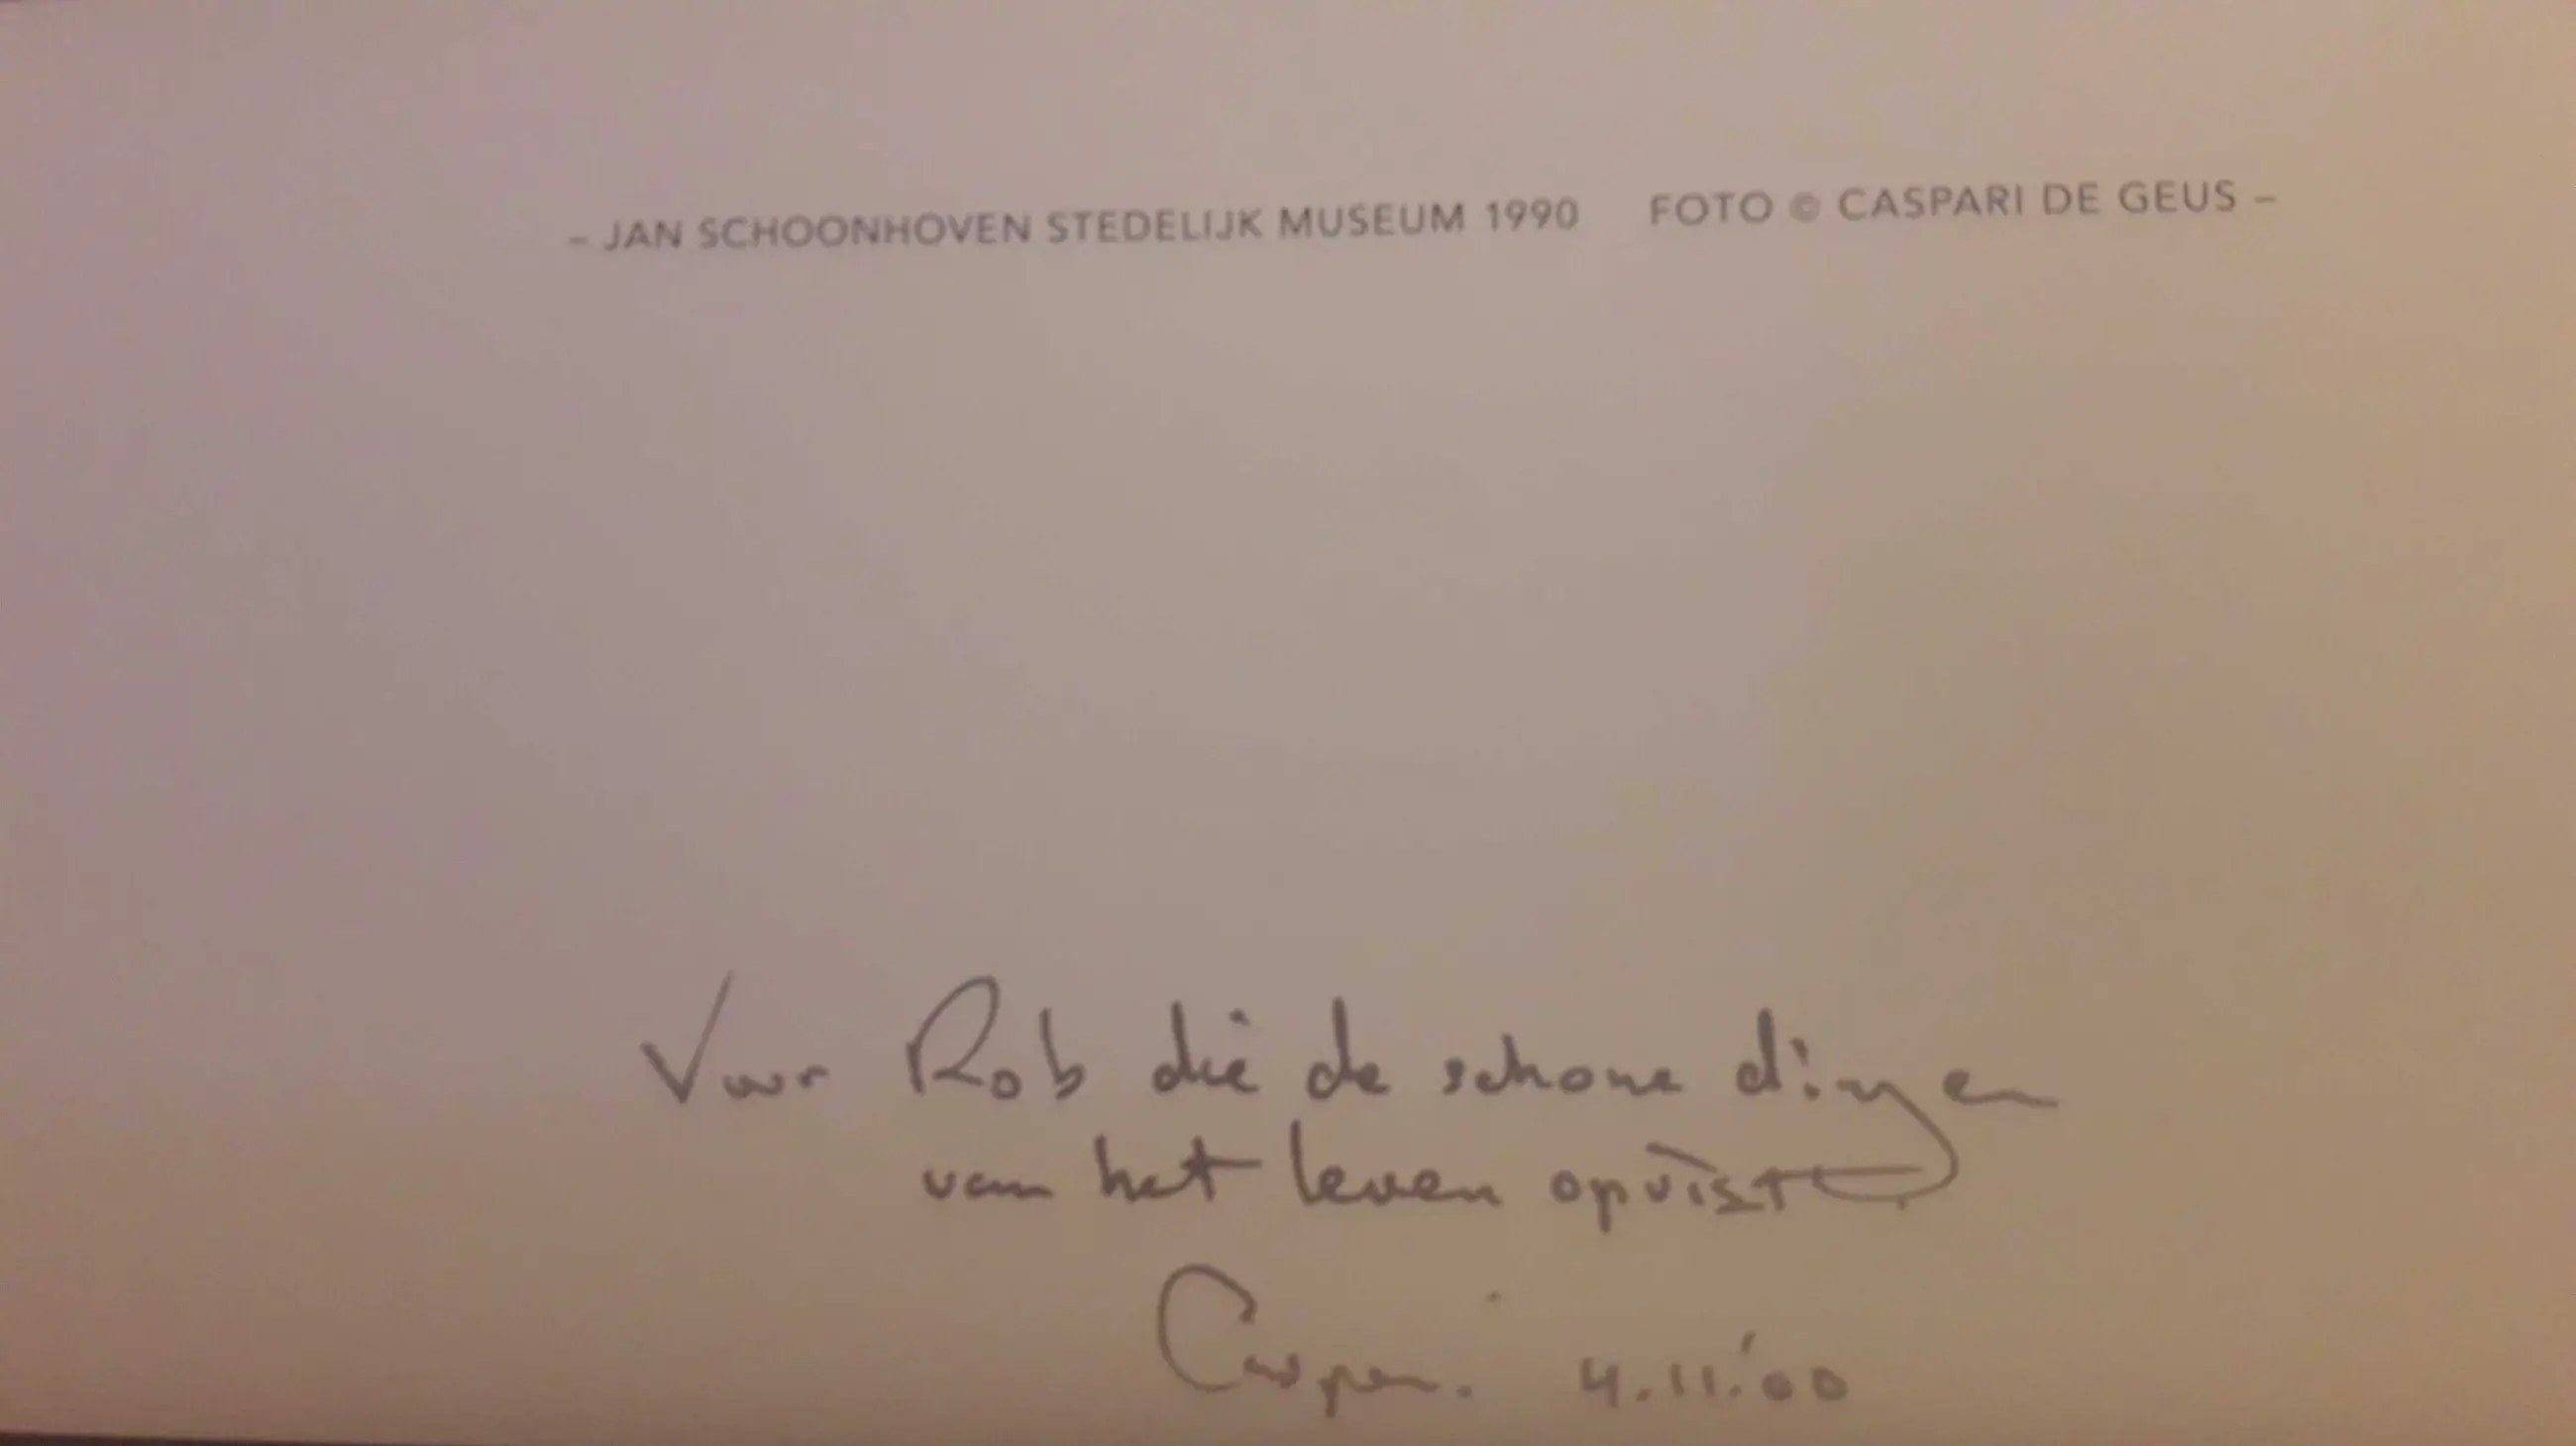 – JAN SCHOONHOVEN STEDELIJK MUSEUM 1990 FOTO © CASPARI DE GEUS –
Voor Rob die de schone dingen
van het leven opvist
Caspari 4.11.'00